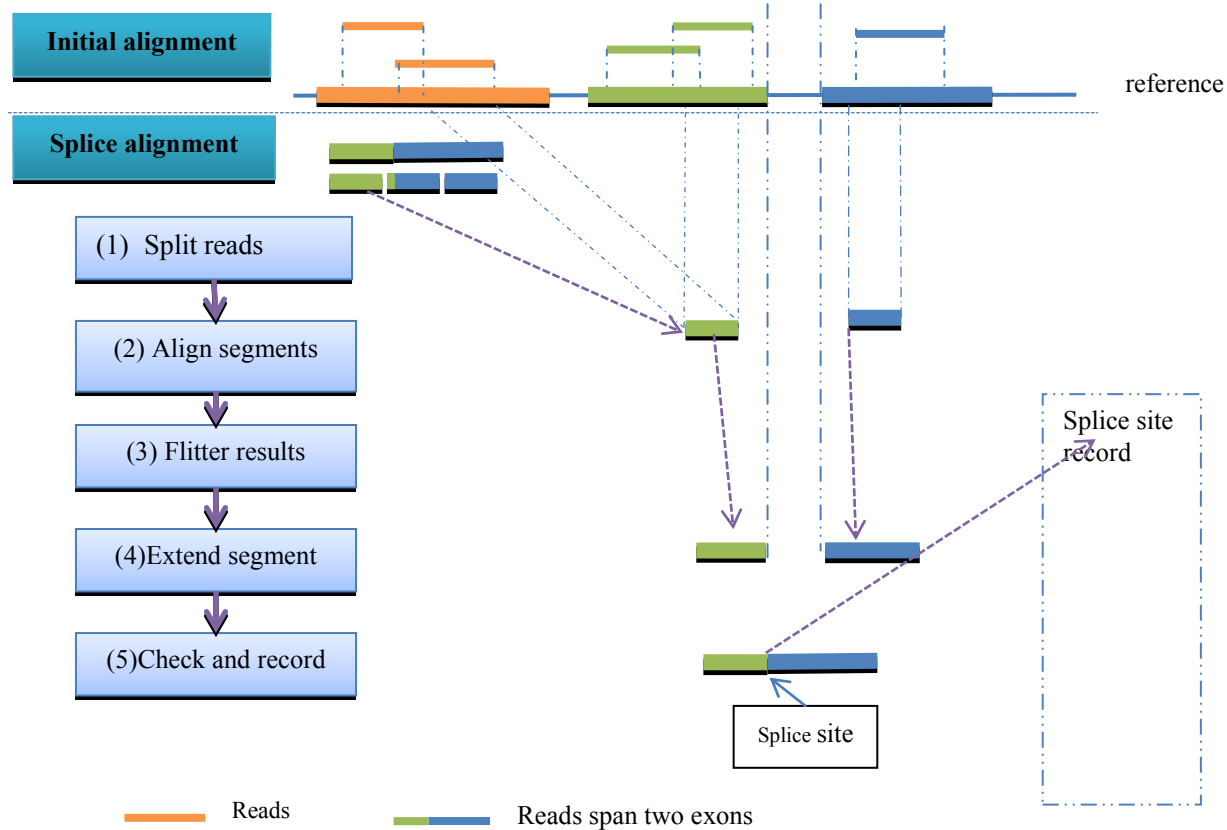 Initial alignment
reference
Splice alignment
(1) Split reads
(2) Align segments
(3) Flitter results
(4)Extend segment
(5)Check and record
Splice site
record
Splice site
Reads
Reads span two exons